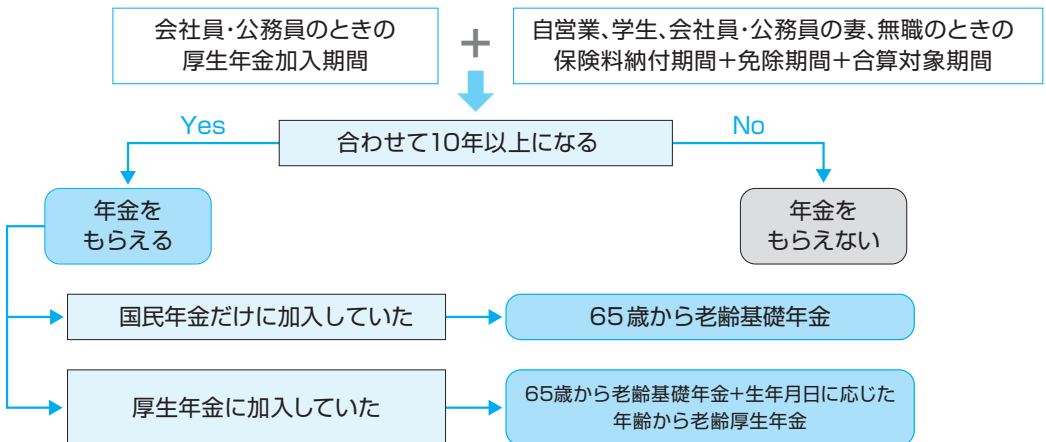 会社員・公務員のときの
厚生年金加入期間
＋
自営業、学生、会社員・公務員の妻、無職のときの
保険料納付期間＋免除期間＋合算対象期間
Yes
合わせて10年以上になる
No
年金を
もらえる
年金を
もらえない
国民年金だけに加入していた
65歳から老齢基礎年金
厚生年金に加入していた
65歳から老齢基礎年金＋生年月日に応じた
年齢から老齢厚生年金